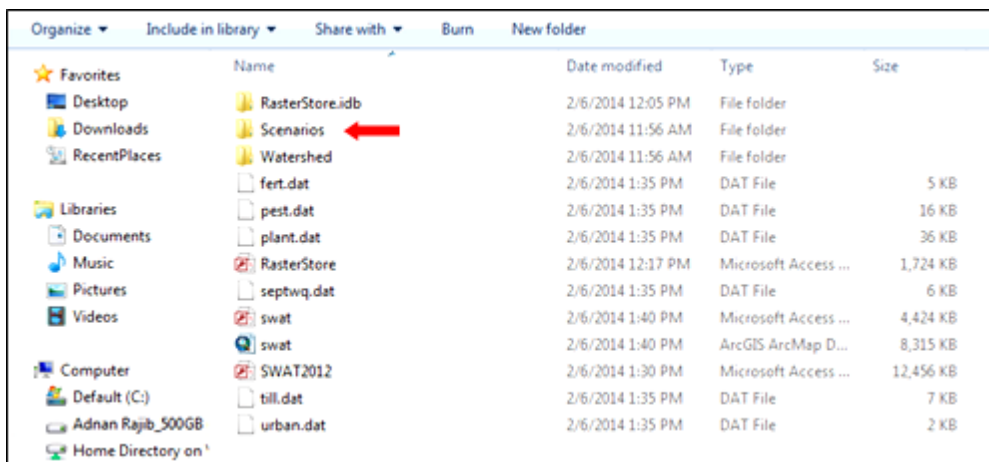 Organize Include in library Share with Burn New folder
Favorites
Desktop
Downloads
RecentPlaces
Libraries
Documents
Music
Pictures
Videos
Computer
Default (C:)
Adnan Rajib_500GB
Home Directory on '
Name Date modified Type Size
RasterStore.idb 2/6/2014 12:05 PM File folder
Scenarios 2/6/2014 11:56 AM File folder
Watershed 2/6/2014 11:56 AM File folder
fert.dat 2/6/2014 1:35 PM DAT File 5 KB
pest.dat 2/6/2014 1:35 PM DAT File 16 KB
plant.dat 2/6/2014 1:35 PM DAT File 36 KB
RasterStore 2/6/2014 12:17 PM Microsoft Access ... 1,724 KB
septwq.dat 2/6/2014 1:35 PM DAT File 6 KB
swat 2/6/2014 1:40 PM Microsoft Access ... 4,424 KB
swat 2/6/2014 1:40 PM ArcGIS ArcMap D... 8,315 KB
SWAT2012 2/6/2014 1:30 PM Microsoft Access ... 12,456 KB
till.dat 2/6/2014 1:35 PM DAT File 7 KB
urban.dat 2/6/2014 1:35 PM DAT File 2 KB